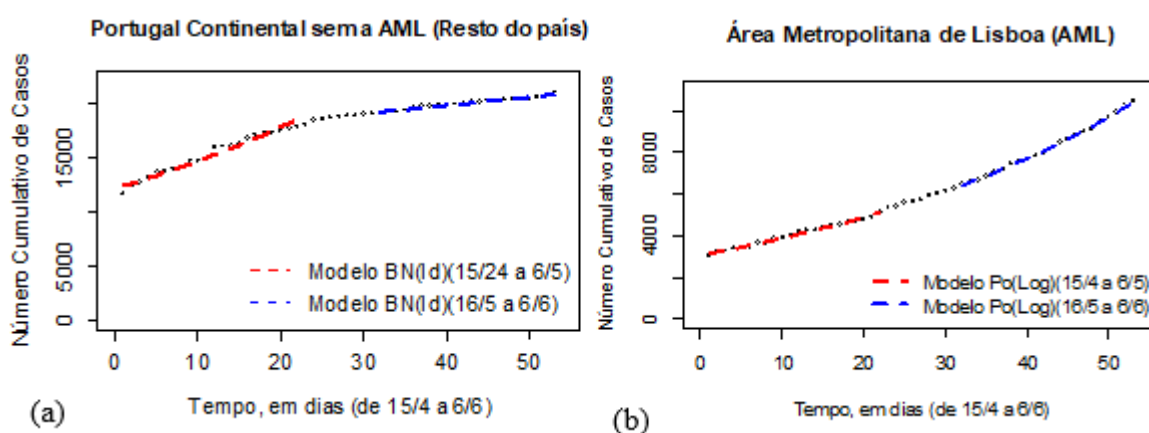 Portugal Continental sem a AML (Resto do país)
Número Cumulativo de Casos
0
5000
15000
Modelo BN(Id)(15/24 a 6/5)
Modelo BN(Id)(16/5 a 6/6)
0 10 20 30 40 50
Tempo, em dias (de 15/4 a 6/6)
(a)
Área Metropolitana de Lisboa (AML)
Número Cumulativo de Casos
0
4000
8000
Modelo Po(Log)(15/4 a 6/5)
Modelo Po(Log)(16/5 a 6/6)
0 10 20 30 40 50
Tempo, em dias (de 15/4 a 6/6)
(b)